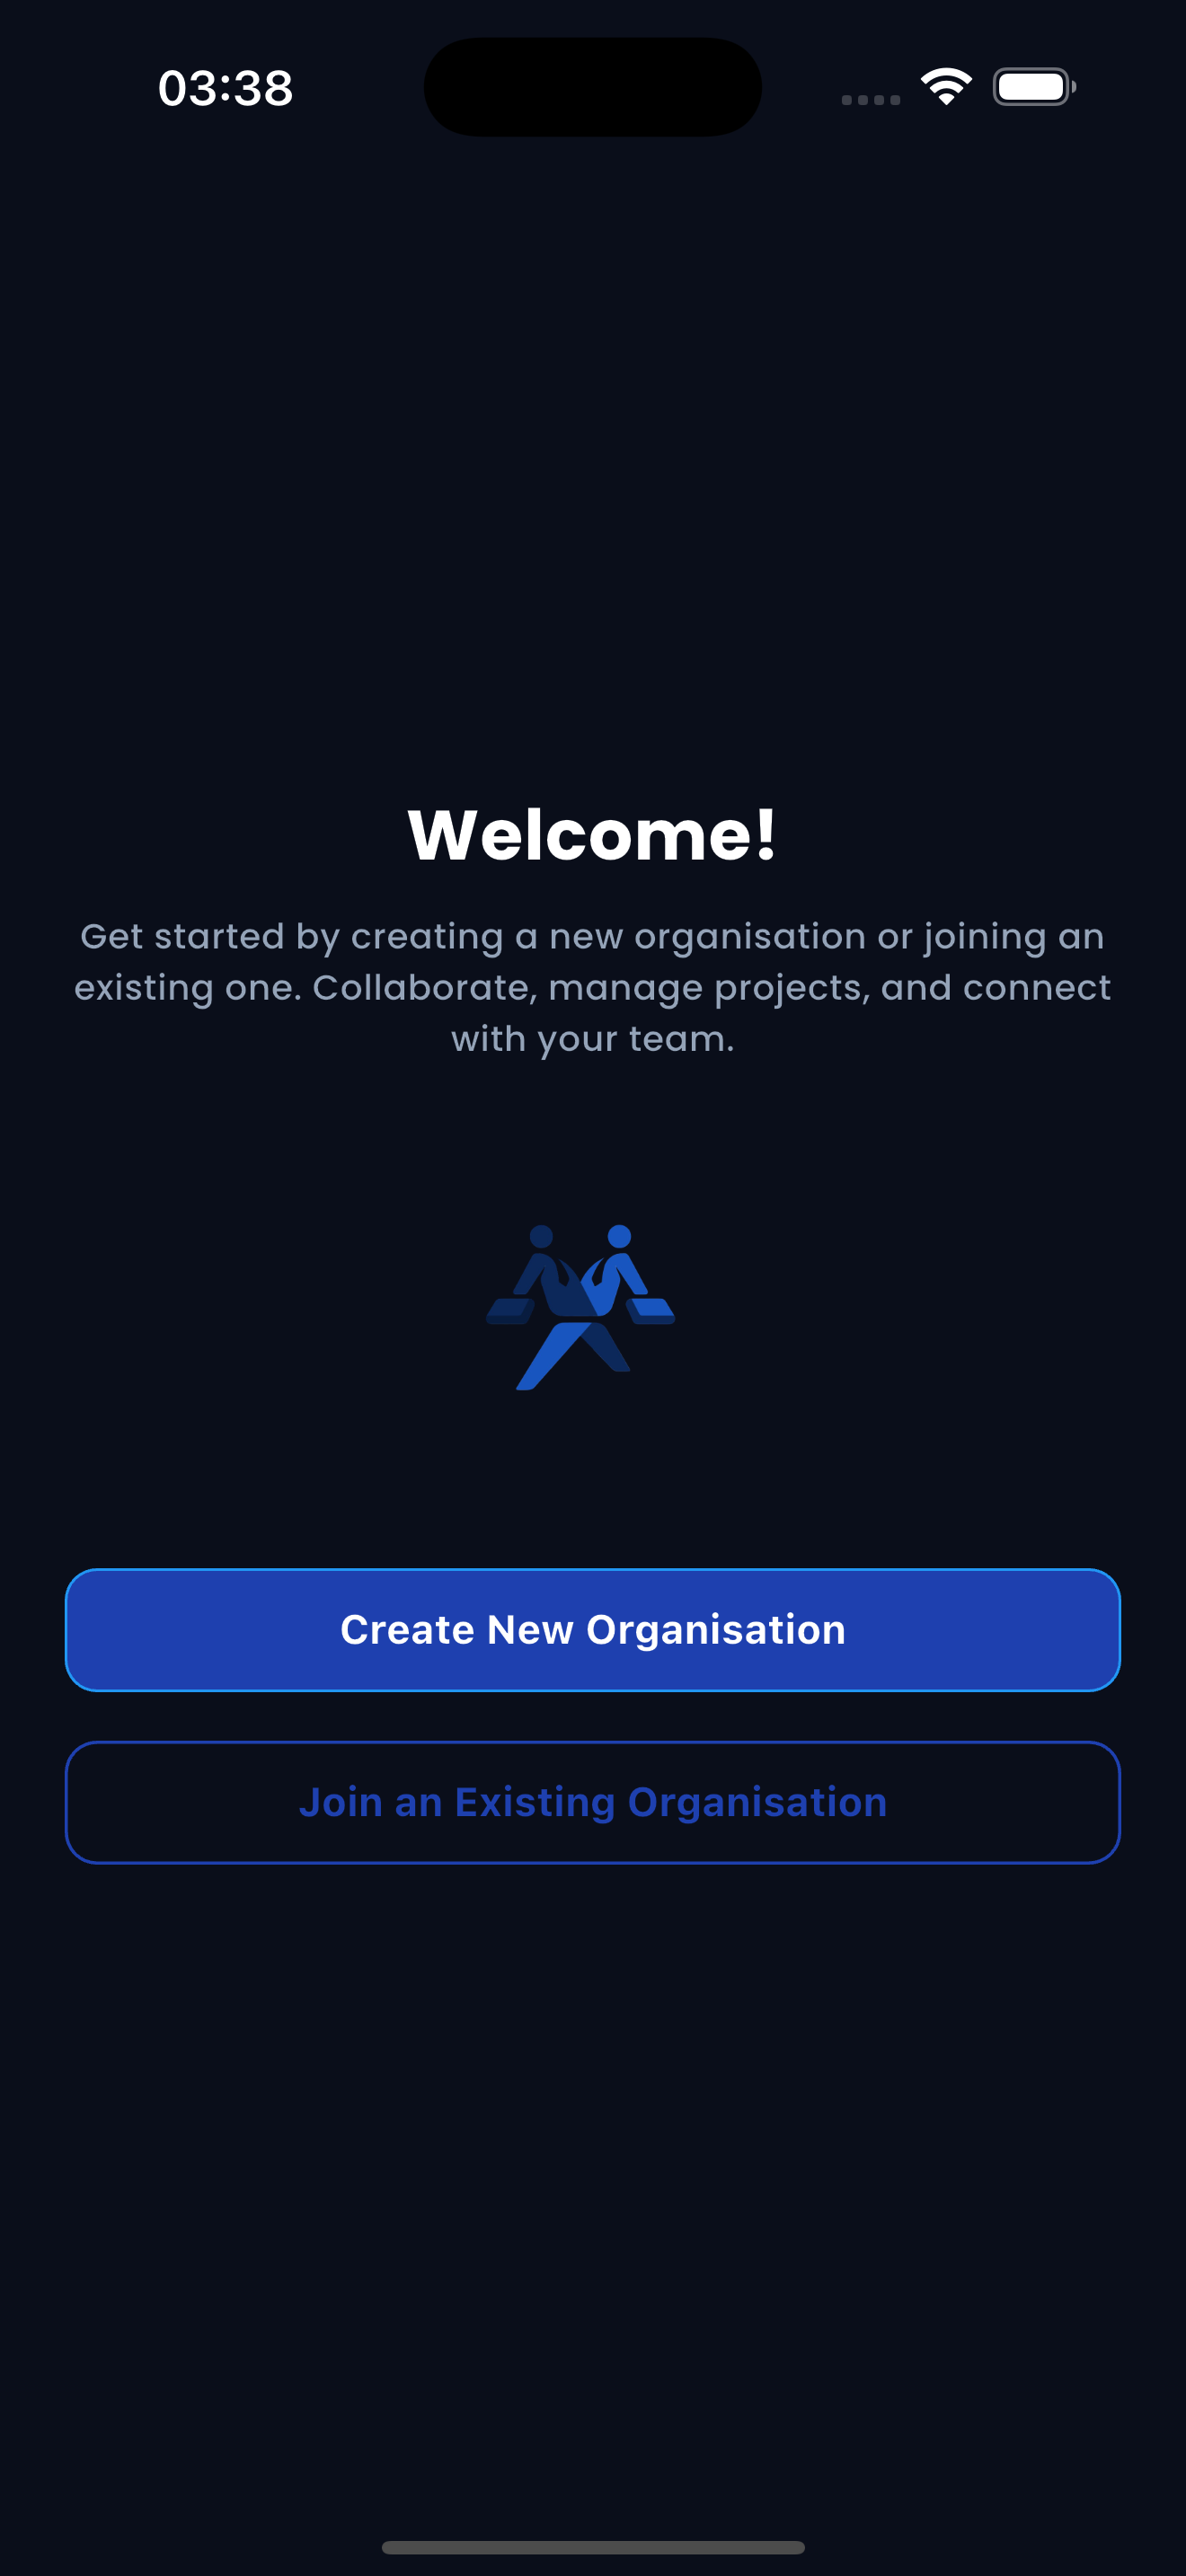 03:38
Welcome!
Get started by creating a new organisation or joining an
existing one. Collaborate, manage projects, and connect
with your team.
Create New Organisation
Join an Existing Organisation